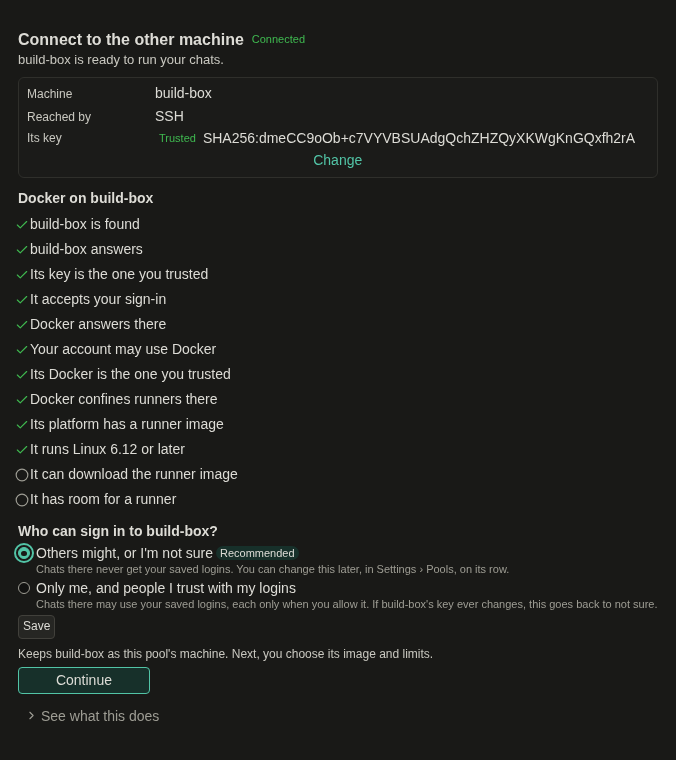 Connect to the other machine Connected
build-box is ready to run your chats.
Machine build-box
Reached by SSH
Its key Trusted SHA256:dmeCC9oOb+c7VYVBSUAdgQchZHZQyXKWgKnGQxfh2rA
Change
Docker on build-box
build-box is found
build-box answers
Its key is the one you trusted
It accepts your sign-in
Docker answers there
Your account may use Docker
Its Docker is the one you trusted
Docker confines runners there
Its platform has a runner image
It runs Linux 6.12 or later
It can download the runner image
It has room for a runner
Who can sign in to build-box?
Others might, or I'm not sure Recommended
Chats there never get your saved logins. You can change this later, in Settings › Pools, on its row.
Only me, and people I trust with my logins
Chats there may use your saved logins, each only when you allow it. If build-box's key ever changes, this goes back to not sure.
Save
Keeps build-box as this pool's machine. Next, you choose its image and limits.
Continue
See what this does